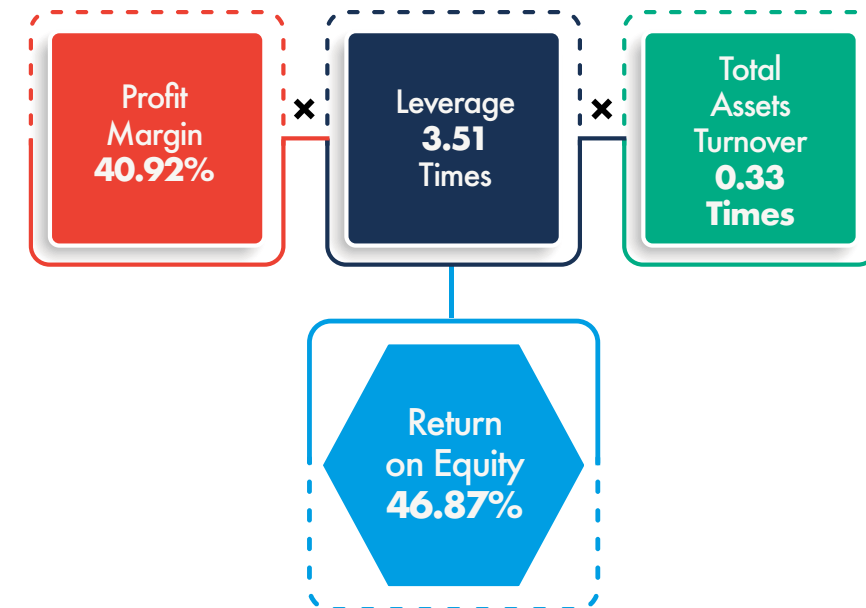 Profit
Margin
40.92%
×
Leverage
3.51
Times
×
Total
Assets
Turnover
0.33
Times
Return
on Equity
46.87%